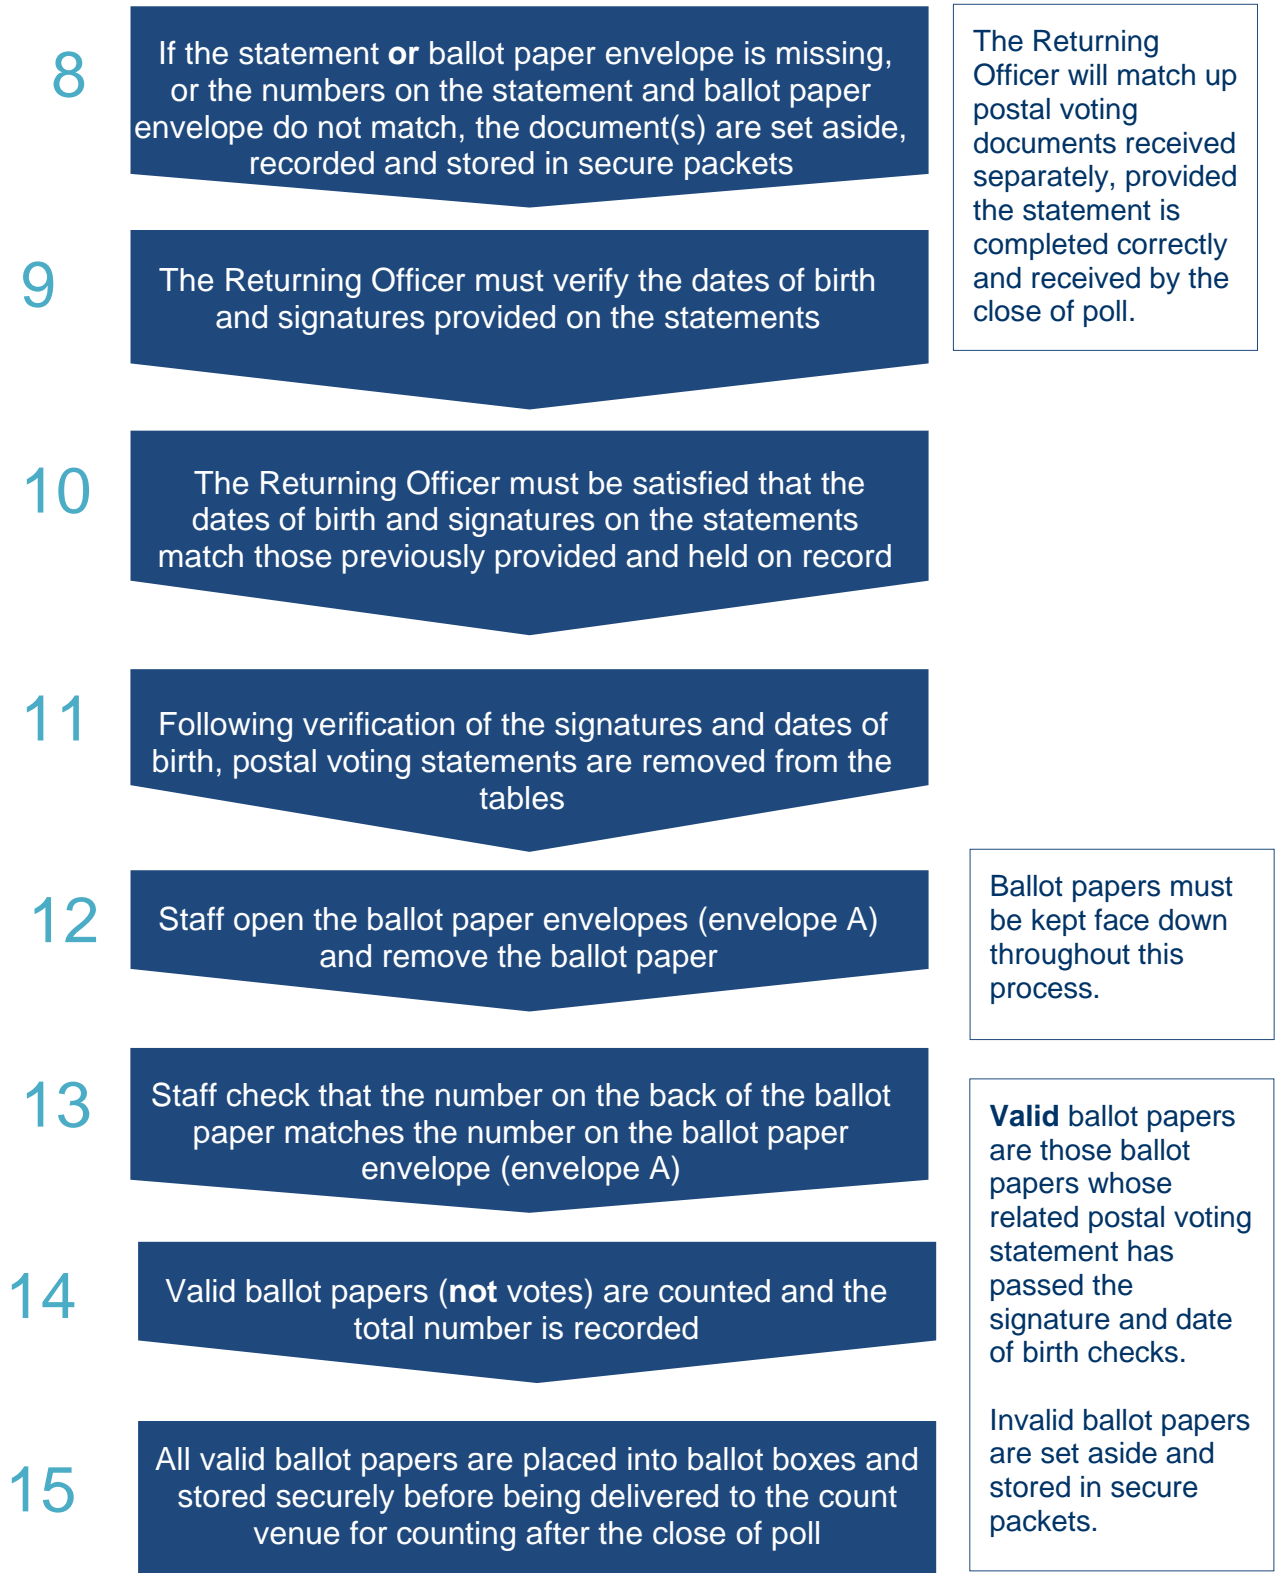 8
If the statement or ballot paper envelope is missing,
or the numbers on the statement and ballot paper
envelope do not match, the document(s) are set aside,
recorded and stored in secure packets
The Returning
Officer will match up
postal voting
documents received
separately, provided
the statement is
completed correctly
and received by the
close of poll.
9
The Returning Officer must verify the dates of birth
and signatures provided on the statements
10
The Returning Officer must be satisfied that the
dates of birth and signatures on the statements
match those previously provided and held on record
11
Following verification of the signatures and dates of
birth, postal voting statements are removed from the
tables
12
Staff open the ballot paper envelopes (envelope A)
and remove the ballot paper
Ballot papers must
be kept face down
throughout this
process.
13
Staff check that the number on the back of the ballot
paper matches the number on the ballot paper
envelope (envelope A)
Valid ballot papers
are those ballot
papers whose
related postal voting
statement has
passed the
signature and date
of birth checks.
Invalid ballot papers
are set aside and
stored in secure
packets.
14
Valid ballot papers (not votes) are counted and the
total number is recorded
15
All valid ballot papers are placed into ballot boxes and
stored securely before being delivered to the count
venue for counting after the close of poll